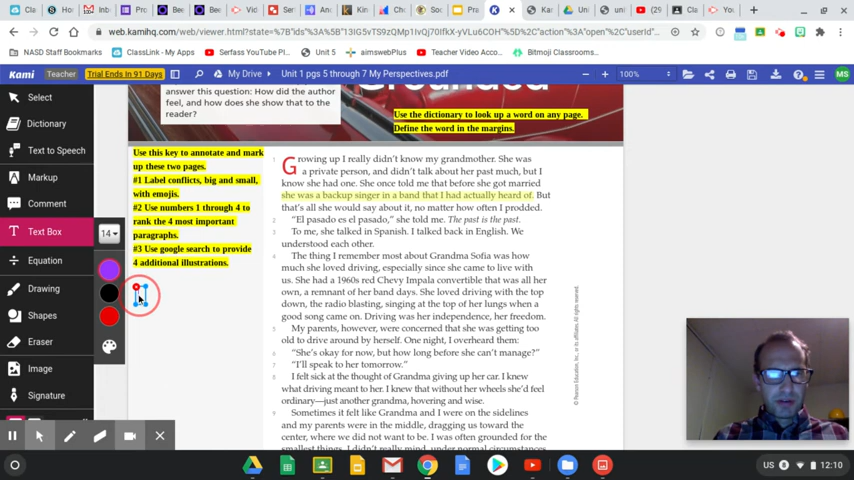 web.kamihq.com/web/viewer.html?state=%7B"ids"%3A%5B"13IG5vTS9zQMp1IvQj70IfkX-yVLu6COH"%5D%2C"action"%3A"open"%2C"userId"
NASD Staff Bookmarks
ClassLink - My Apps
Serfass YouTube Pl...
Unit 5
aimswebPlus
Teacher Video Acco...
Bitmoji Classrooms...
Kami
Teacher
Trial Ends In 91 Days
My Drive
Unit 1 pgs 5 through 7 My Perspectives.pdf
100%
MS
Select
Dictionary
Text to Speech
Markup
Comment
Text Box
Equation
Drawing
Shapes
Eraser
Image
Signature
14
answer this question: How did the author
feel, and how does she show that to the
reader?
Grounded
Use the dictionary to look up a word on any page.
Define the word in the margins.
Use this key to annotate and mark
up these two pages.
#1 Label conflicts, big and small,
with emojis.
#2 Use numbers 1 through 4 to
rank the 4 most important
paragraphs.
#3 Use google search to provide
4 additional illustrations.
1 Growing up I really didn't know my grandmother. She was
a private person, and didn't talk about her past much, but I
know she had one. She once told me that before she got married
she was a backup singer in a band that I had actually heard of. But
that's all she would say about it, no matter how often I prodded.
2 "El pasado es el pasado," she told me. The past is the past.
3 To me, she talked in Spanish. I talked back in English. We
understood each other.
4 The thing I remember most about Grandma Sofia was how
much she loved driving, especially since she came to live with
us. She had a 1960s red Chevy Impala convertible that was all her
own, a remnant of her band days. She loved driving with the top
down, the radio blasting, singing at the top of her lungs when a
good song came on. Driving was her independence, her freedom.
5 My parents, however, were concerned that she was getting too
old to drive around by herself. One night, I overheard them:
6 "She's okay for now, but how long before she can't manage?"
7 "I'll speak to her tomorrow."
8 I felt sick at the thought of Grandma giving up her car. I knew
what driving meant to her. I knew that without her wheels she'd feel
ordinary—just another grandma, hovering and wise.
9 Sometimes it felt like Grandma and I were on the sidelines
and my parents were in the middle, dragging us toward the
center, where we did not want to be. I was often grounded for the
smallest things. I didn't really mind, under normal circumstances
© Pearson Education, Inc., or its affiliates. All rights reserved.
US
12:10